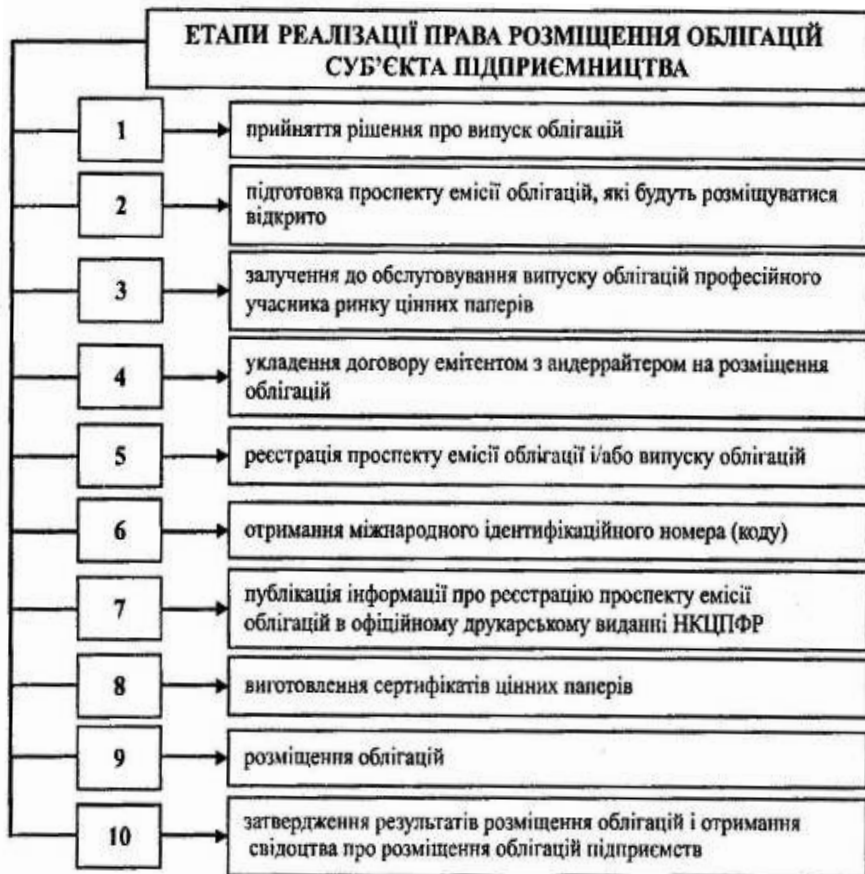 ЕТАПИ РЕАЛІЗАЦІЇ ПРАВА РОЗМІЩЕННЯ ОБЛІГАЦІЙ
СУБ'ЄКТА ПІДПРИЄМНИЦТВА
1
прийняття рішення про випуск облігацій
2
підготовка проспекту емісії облігацій, які будуть розміщуватися
відкрито
3
залучення до обслуговування випуску облігацій професійного
учасника ринку цінних паперів
4
укладення договору емітентом з андеррайтером на розміщення
облігацій
5
реєстрація проспекту емісії облігації і/або випуску облігацій
6
отримання міжнародного ідентифікаційного номера (коду)
7
публікація інформації про реєстрацію проспекту емісії
облігацій в офіційному друкарському виданні НКЦПФР
8
виготовлення сертифікатів цінних паперів
9
розміщення облігацій
10
затвердження результатів розміщення облігацій і отримання
свідоцтва про розміщення облігацій підприємств